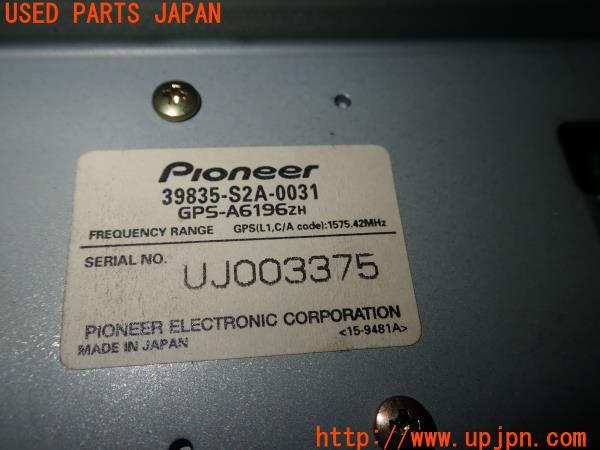 USED PARTS JAPAN
Pioneer
39835-S2A-0031
GPS-A6196ZH
FREQUENCY RANGE GPS(L1,C/A code):1575.42MHz
SERIAL NO. UJ003375
PIONEER ELECTRONIC CORPORATION
MADE IN JAPAN <15-9481A>
http://www.upjpn.com/